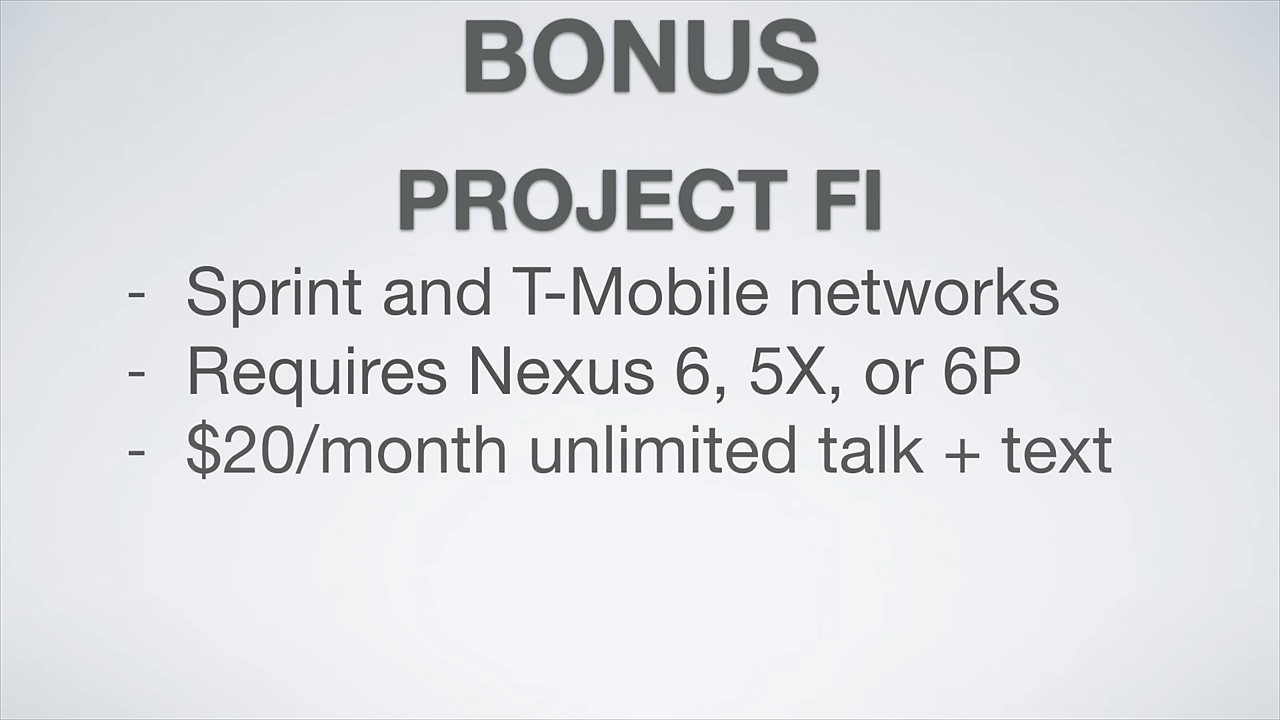 BONUS
PROJECT FI
- Sprint and T-Mobile networks
- Requires Nexus 6, 5X, or 6P
- $20/month unlimited talk + text